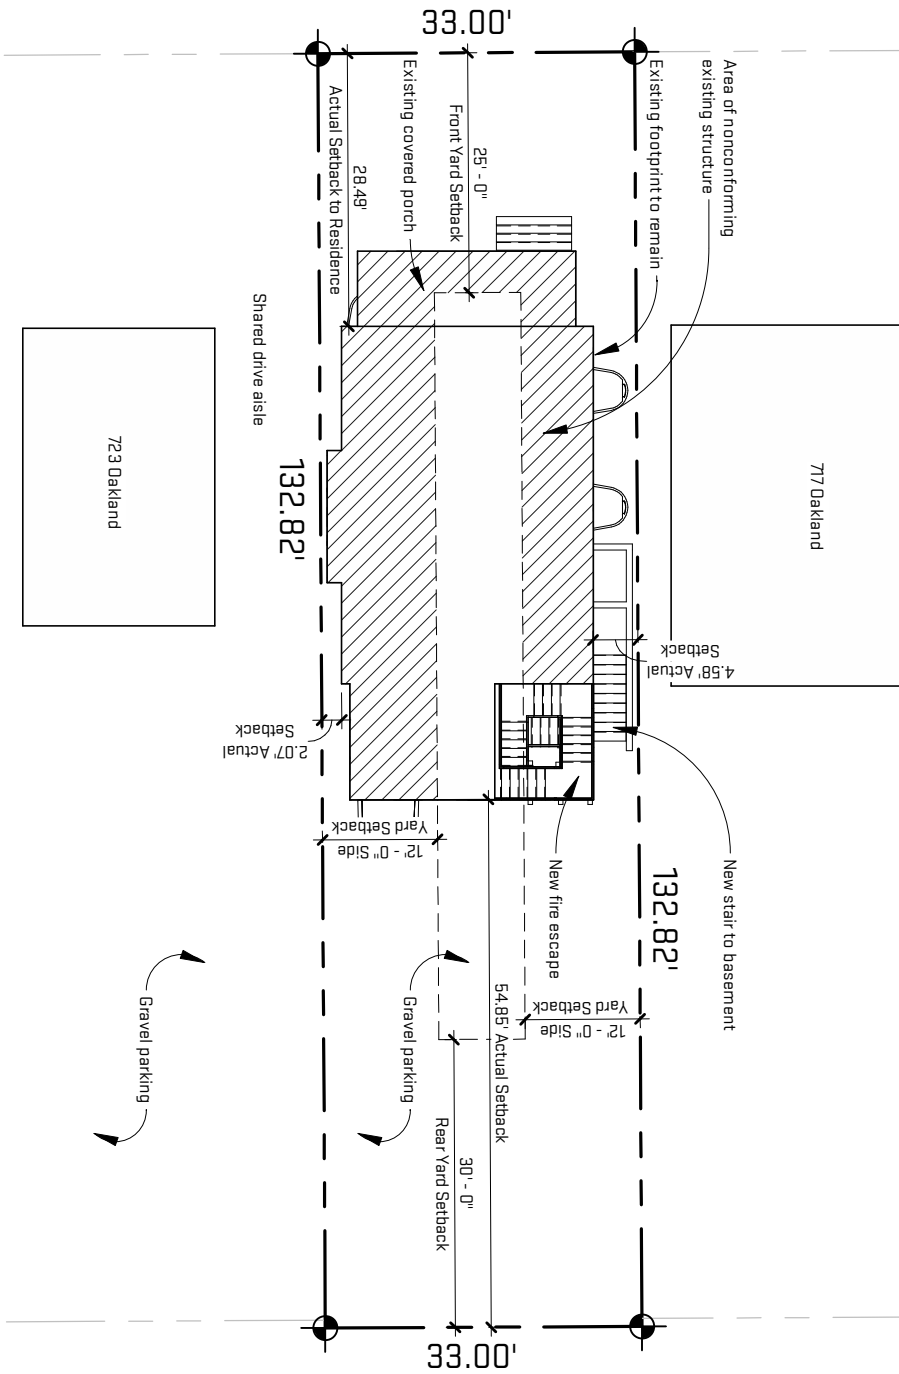 33.00'
Area of nonconforming
existing structure
Existing footprint to remain
Existing covered porch
25' - 0"
Front Yard Setback
28.49'
Actual Setback to Residence
Shared drive aisle
723 Oakland
717 Oakland
132.82'
4.58' Actual
Setback
2.07' Actual
Setback
12' - 0" Side
Yard Setback
New fire escape
New stair to basement
132.82'
12' - 0" Side
Yard Setback
54.85' Actual Setback
Gravel parking
Gravel parking
30' - 0"
Rear Yard Setback
33.00'